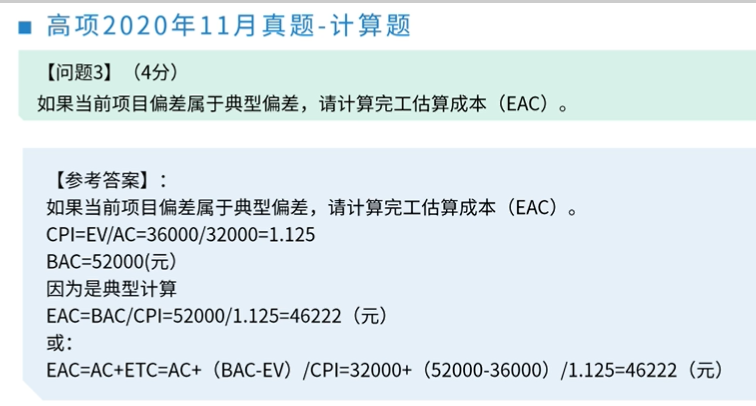 ■ 高项2020年11月真题-计算题
【问题3】（4分）
如果当前项目偏差属于典型偏差，请计算完工估算成本（EAC）。
【参考答案】：
如果当前项目偏差属于典型偏差，请计算完工估算成本（EAC）。
CPI=EV/AC=36000/32000=1.125
BAC=52000(元）
因为是典型计算
EAC=BAC/CPI=52000/1.125=46222（元）
或：
EAC=AC+ETC=AC+（BAC-EV）/CPI=32000+（52000-36000）/1.125=46222（元）